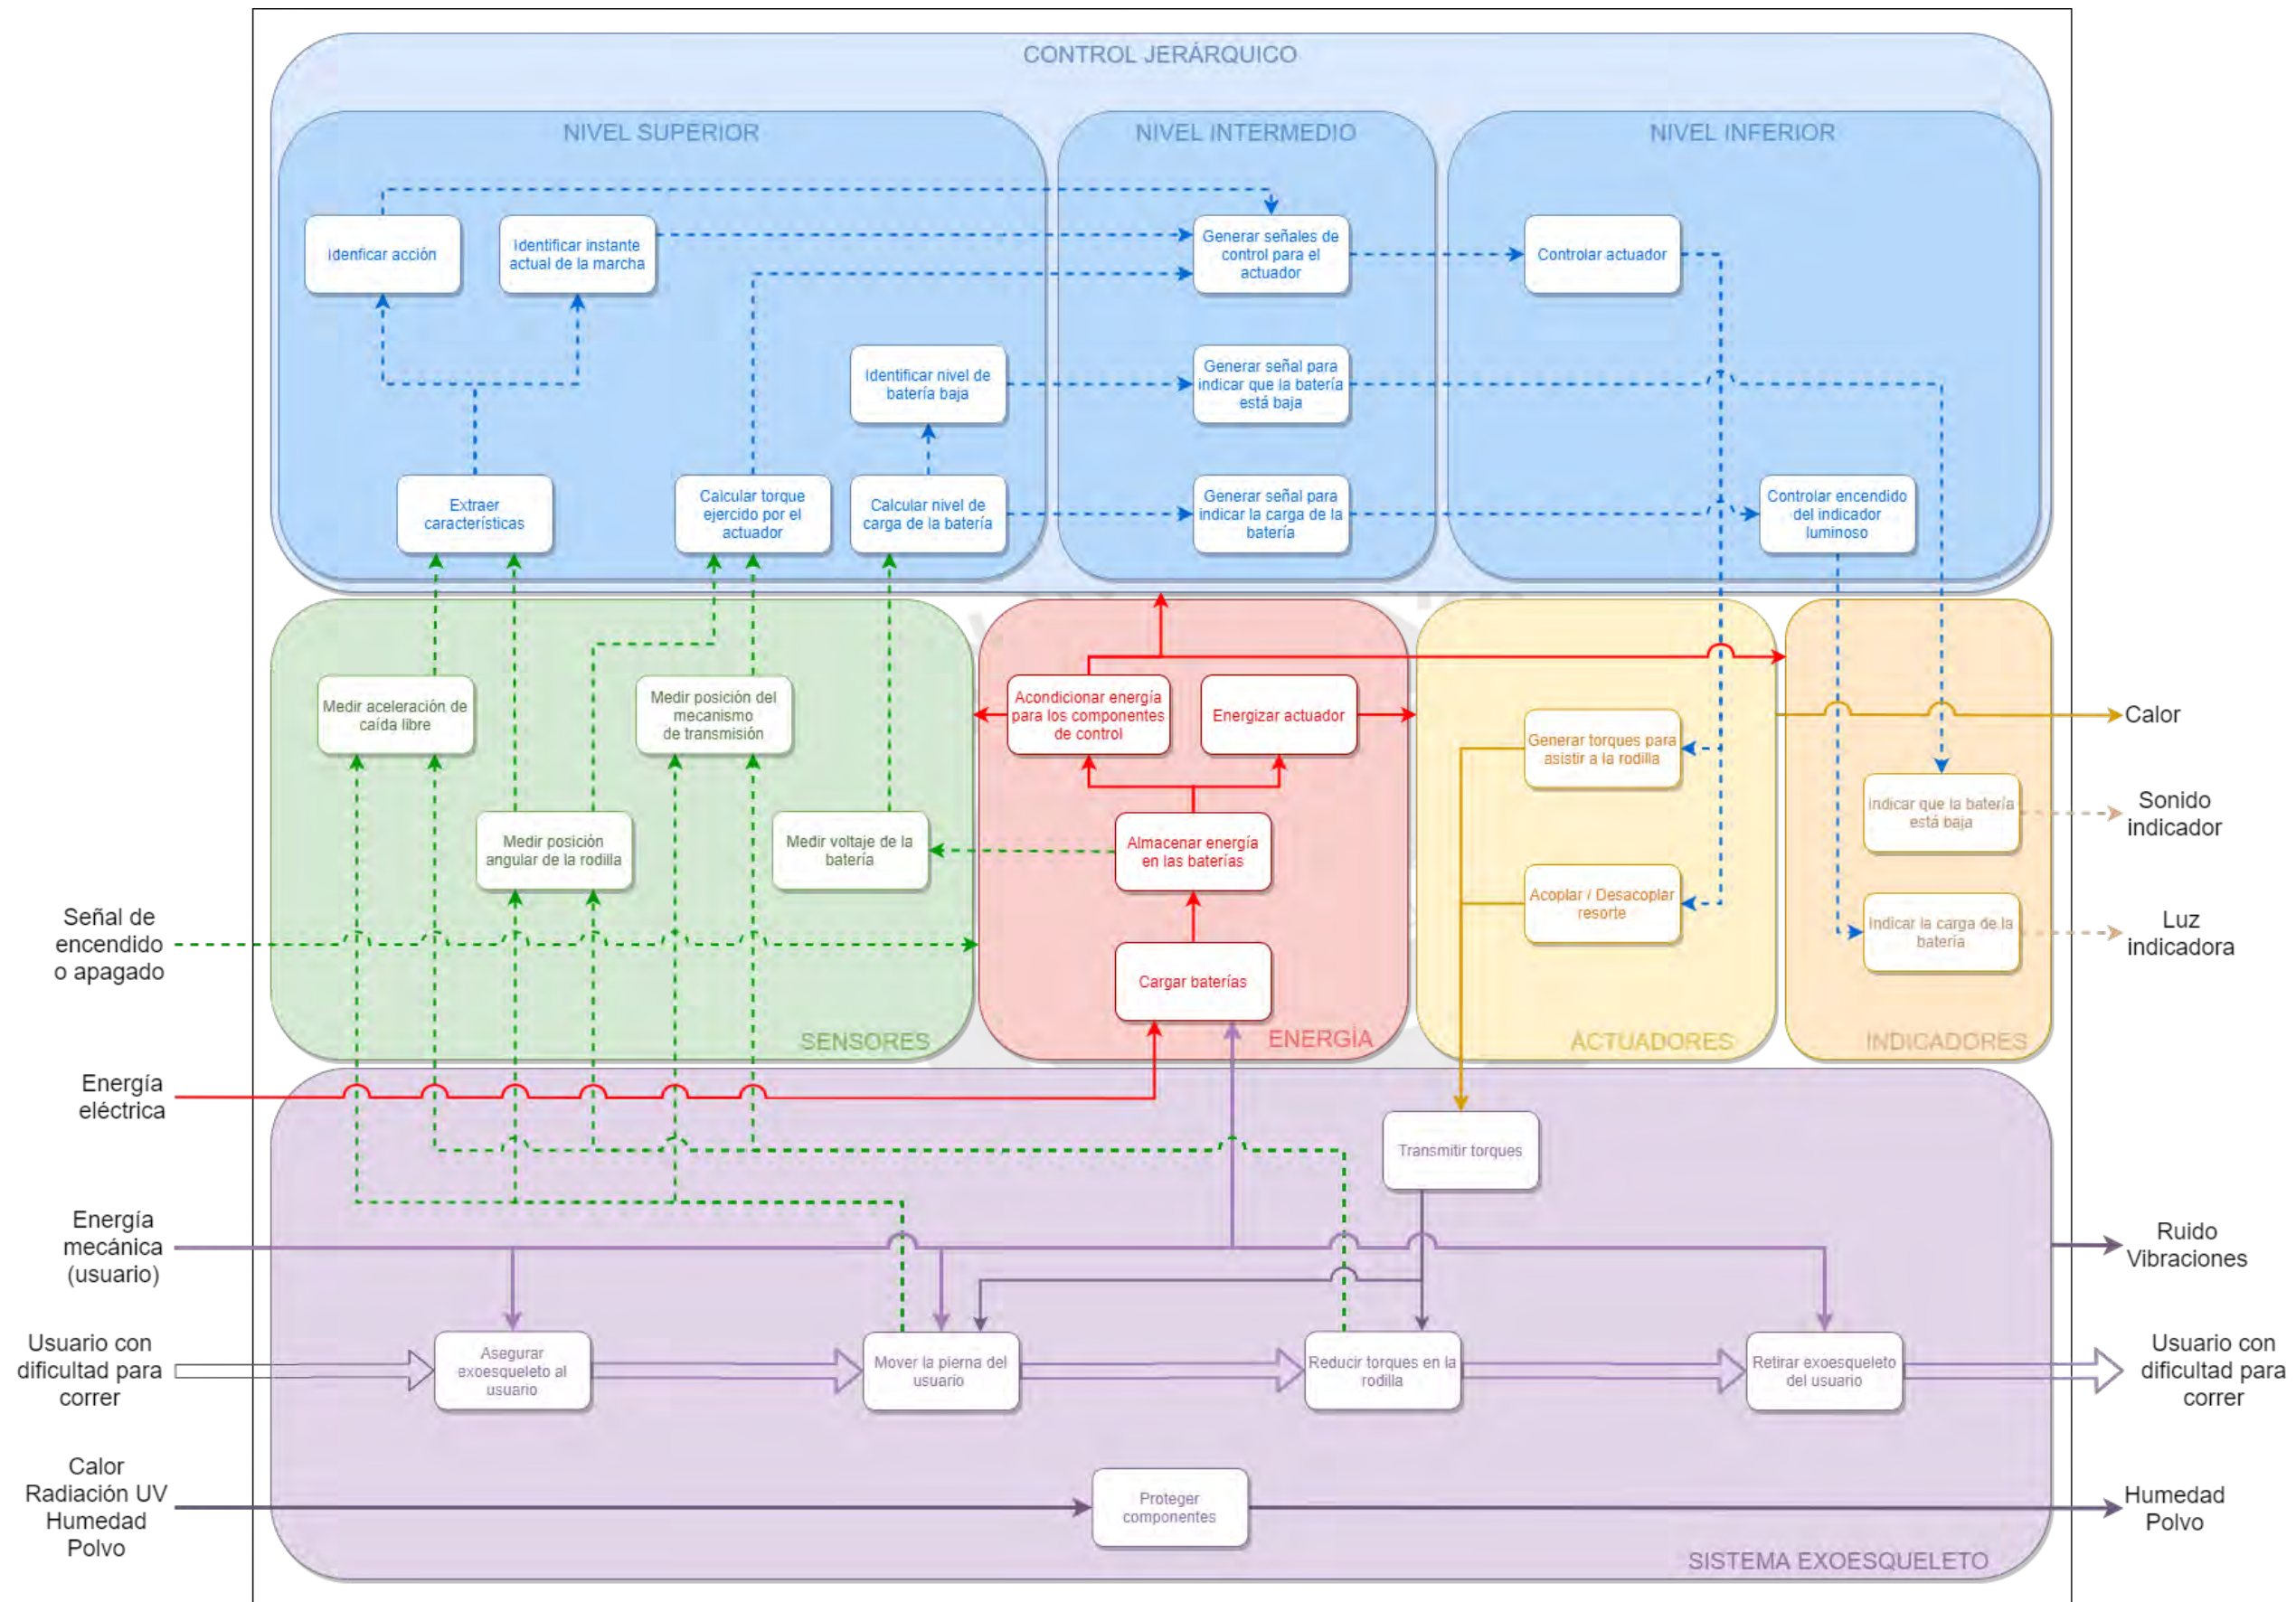 CONTROL JERÁRQUICO
NIVEL SUPERIOR
NIVEL INTERMEDIO
NIVEL INFERIOR
Idenficar acción
Identificar instante
actual de la marcha
Generar señales de
control para el
actuador
Controlar actuador
Identificar nivel de
batería baja
Generar señal para
indicar que la batería
está baja
Extraer
características
Calcular torque
ejercido por el
actuador
Calcular nivel de
carga de la batería
Generar señal para
indicar la carga de la
batería
Controlar encendido
del indicador
luminoso
Medir aceleración de
caída libre
Medir posición del
mecanismo
de transmisión
Acondicionar energía
para los componentes
de control
Energizar actuador
Generar torques para
asistir a la rodilla
Calor
Medir posición
angular de la rodilla
Medir voltaje de la
batería
Almacenar energía
en las baterías
Indicar que la batería
está baja
Sonido
indicador
Acoplar / Desacoplar
resorte
Indicar la carga de la
batería
Luz
indicadora
Señal de
encendido
o apagado
Cargar baterías
SENSORES
ENERGÍA
ACTUADORES
INDICADORES
Energía
eléctrica
Transmitir torques
Energía
mecánica
(usuario)
Ruido
Vibraciones
Usuario con
dificultad para
correr
Asegurar
exoesqueleto al
usuario
Mover la pierna del
usuario
Reducir torques en la
rodilla
Retirar exoesqueleto
del usuario
Usuario con
dificultad para
correr
Calor
Radiación UV
Humedad
Polvo
Proteger
componentes
Humedad
Polvo
SISTEMA EXOESQUELETO